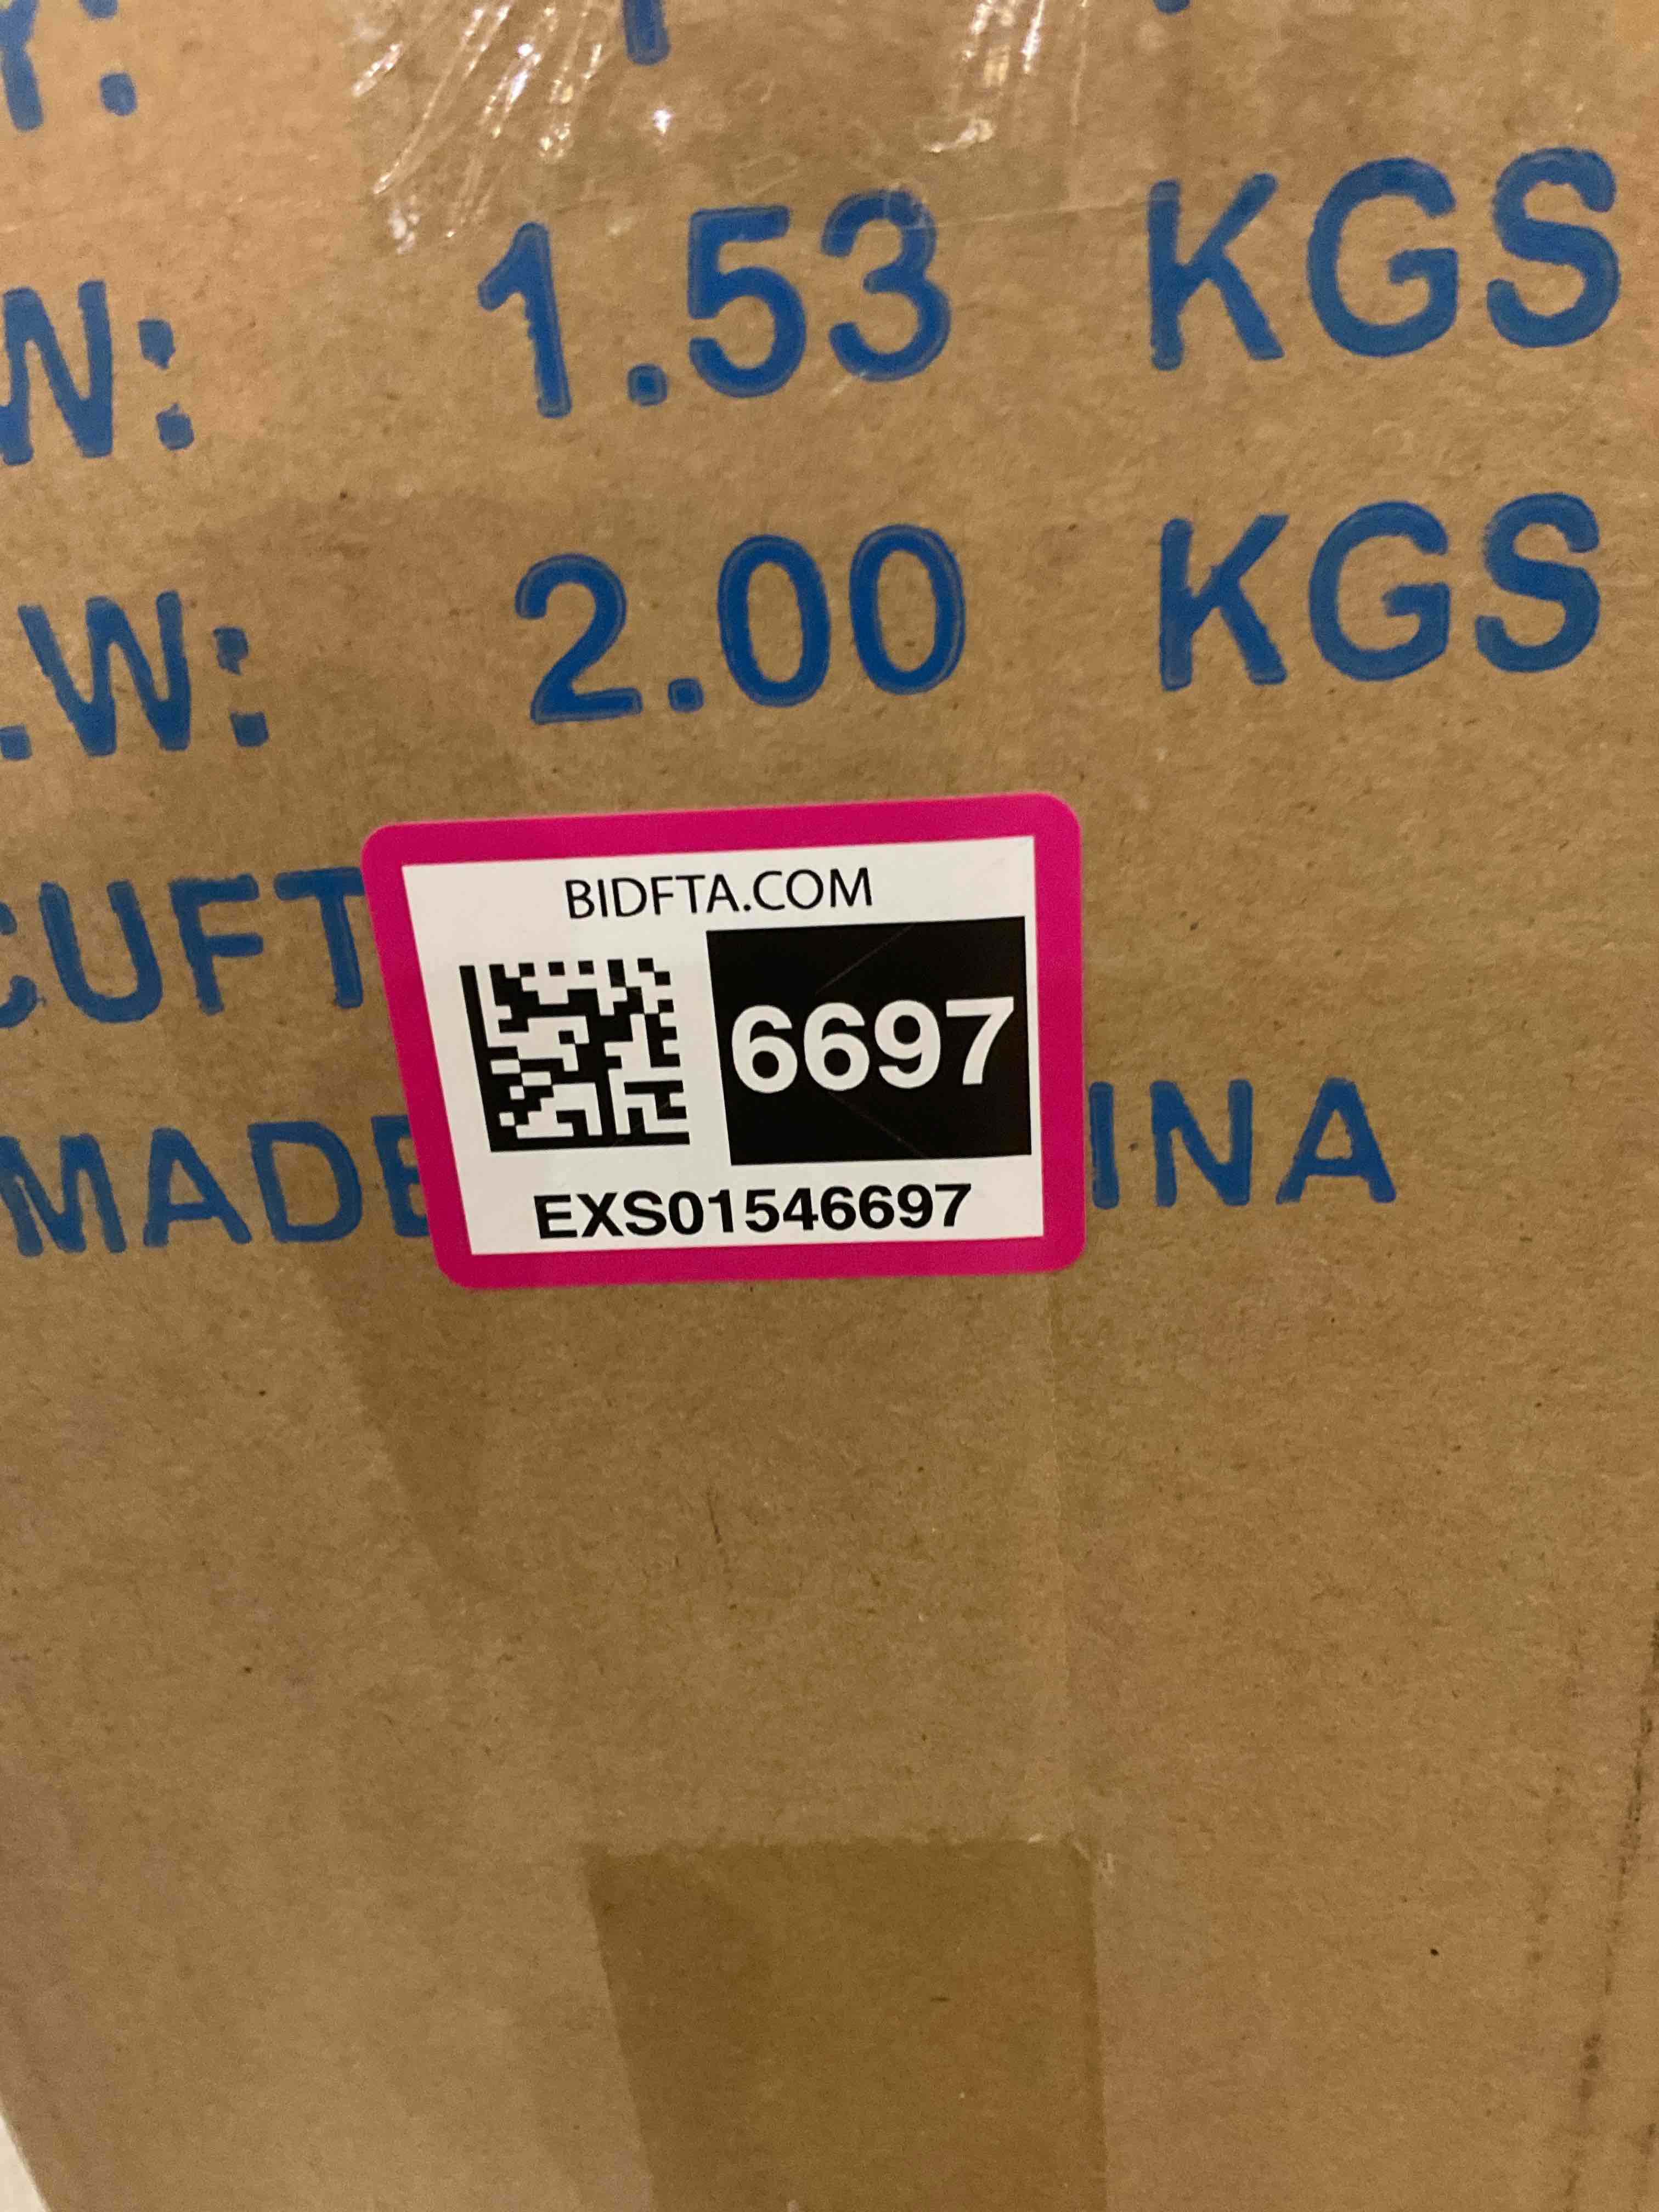 Y:
W: 1.53 KGS
.W: 2.00 KGS
CUFT
BIDFTA.COM
6697
MADE INA
EXS01546697